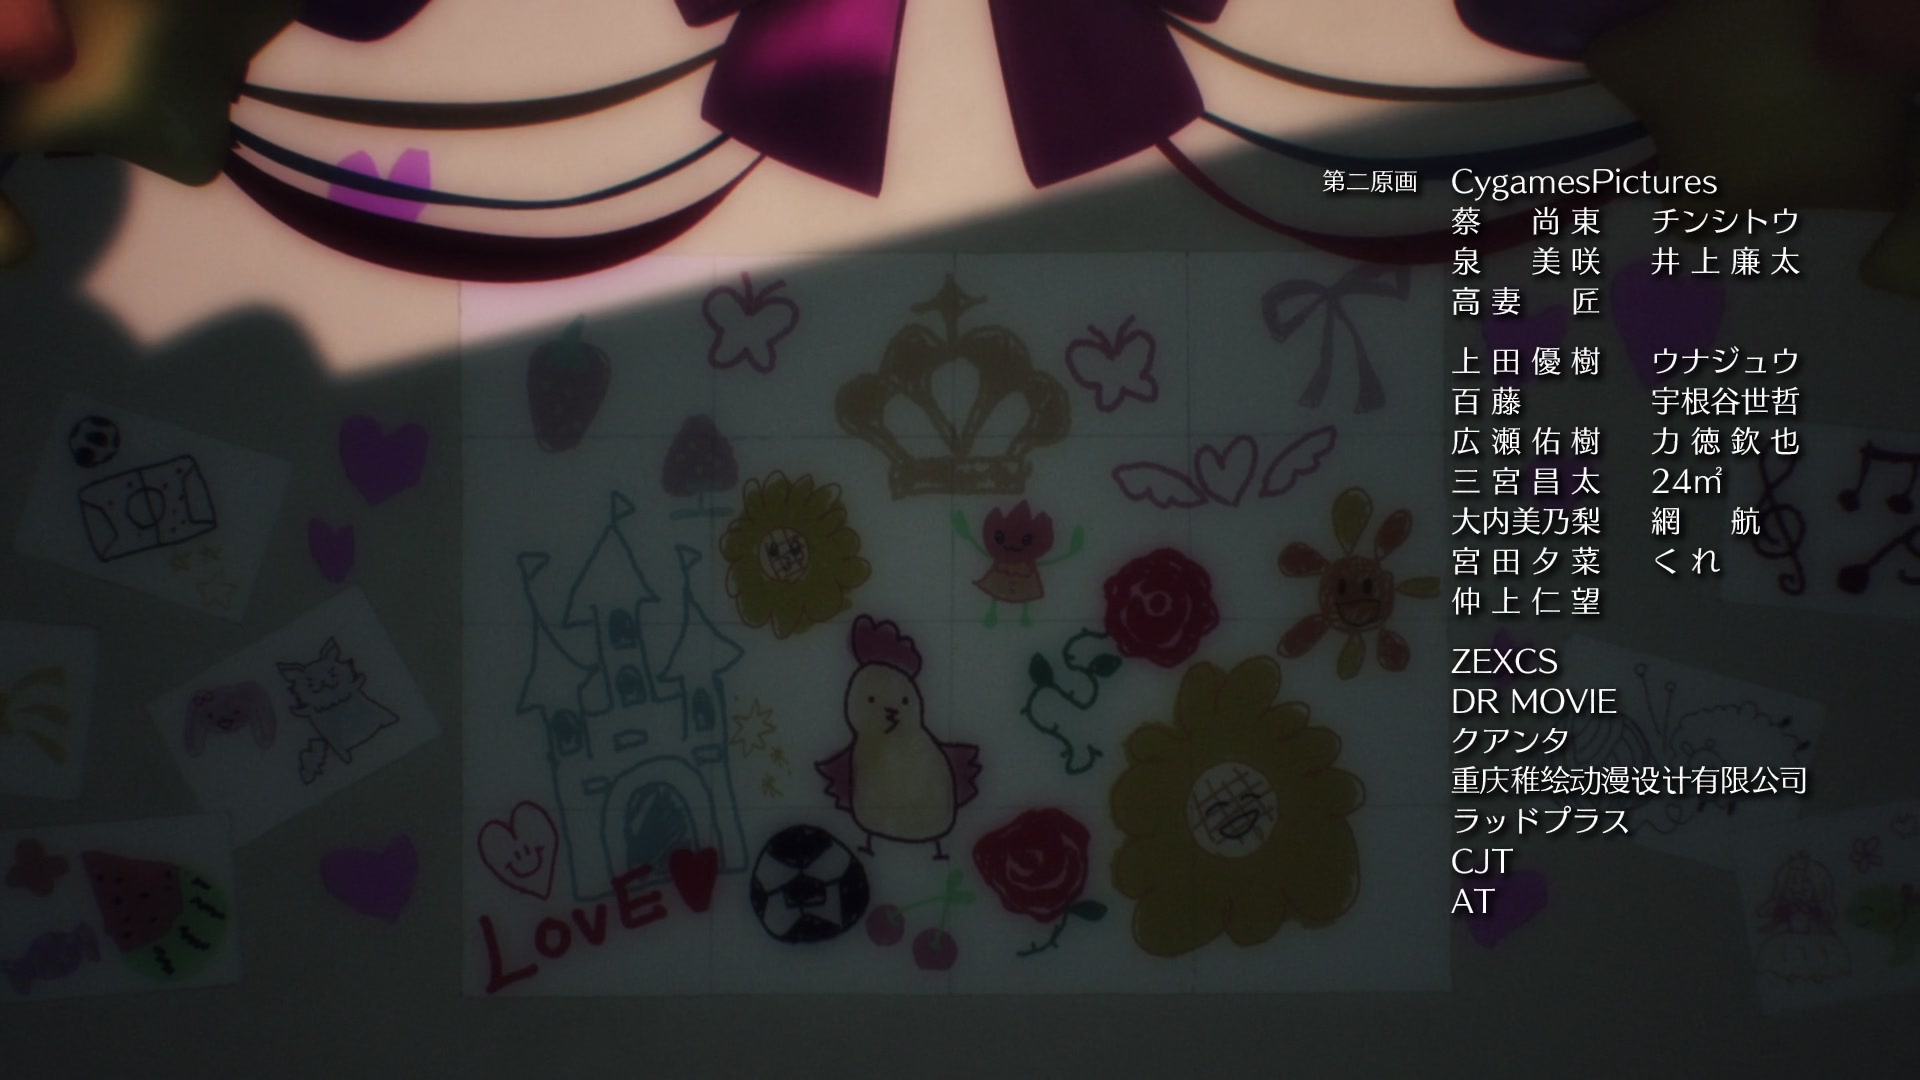 第二原画 CygamesPictures
蔡尚東 チンシトウ
泉美咲 井上廉太
高妻匠
上田優樹 ウナジュウ
百藤 宇根谷世哲
広瀬佑樹 力徳欽也
三宮昌太 24㎡
大内美乃梨 網航
宮田夕菜 くれ
仲上仁望
ZEXCS
DR MOVIE
クアンタ
重庆稚绘动漫设计有限公司
ラッドプラス
CJT
AT
LOVE